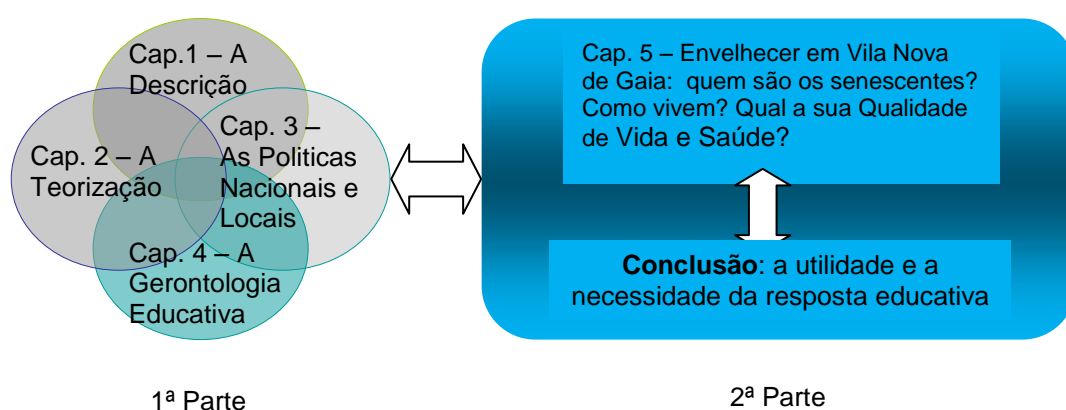 Cap.1 – A
Descrição
Cap. 2 – A
Teorização
Cap. 3 –
As Politicas
Nacionais e
Locais
Cap. 4 – A
Gerontologia
Educativa
Cap. 5 – Envelhecer em Vila Nova
de Gaia: quem são os senescentes?
Como vivem? Qual a sua Qualidade
de Vida e Saúde?
Conclusão: a utilidade e a
necessidade da resposta educativa
1ª Parte
2ª Parte